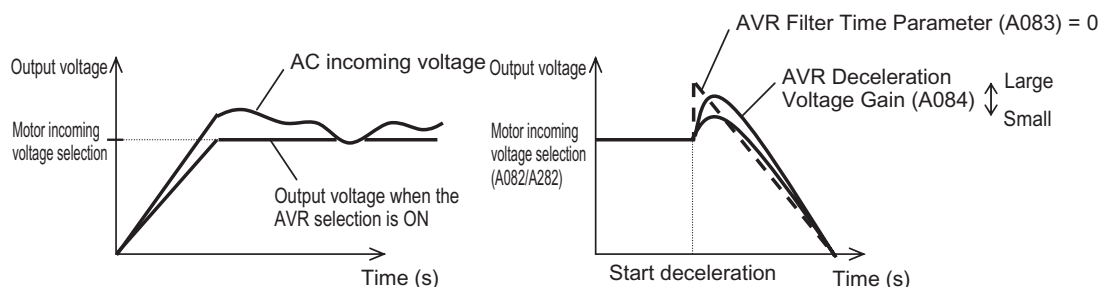 Output voltage
AC incoming voltage
Motor incoming
voltage selection
Output voltage when the
AVR selection is ON
Time (s)
AVR Filter Time Parameter (A083) = 0
Output voltage
AVR Deceleration
Voltage Gain (A084)
Large
Small
Motor incoming
voltage selection
(A082/A282)
Start deceleration
Time (s)